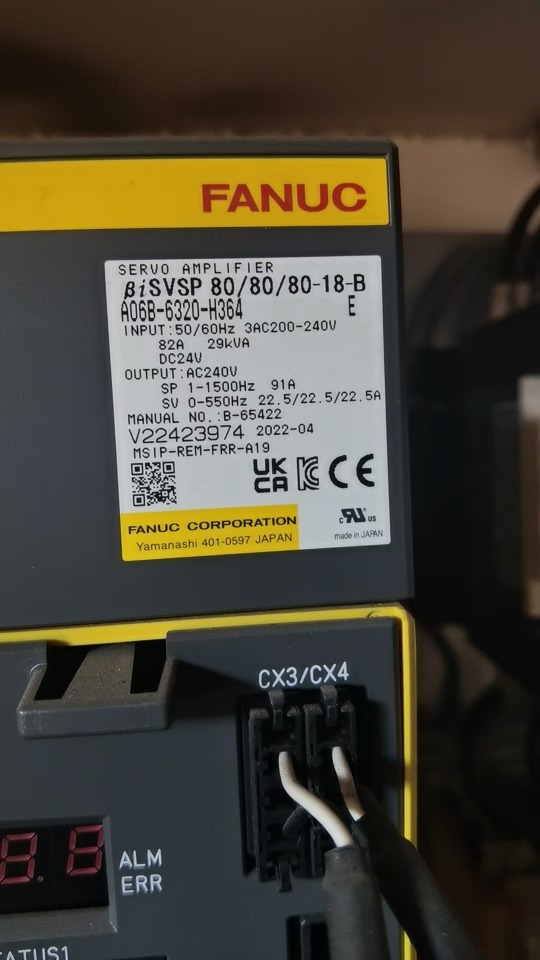 FANUC
SERVO AMPLIFIER
βiSVSP 80/80/80-18-B
A06B-6320-H364 E
INPUT:50/60Hz 3AC200-240V
82A 29kVA
DC24V
OUTPUT:AC240V
SP 1-1500Hz 91A
SV 0-550Hz 22.5/22.5/22.5A
MANUAL NO.:B-65422
V22423974 2022-04
MSIP-REM-FRR-A19
UK
CA CE
c RU us
FANUC CORPORATION
Yamanashi 401-0597 JAPAN
made in JAPAN
CX3/CX4
ALM
ERR